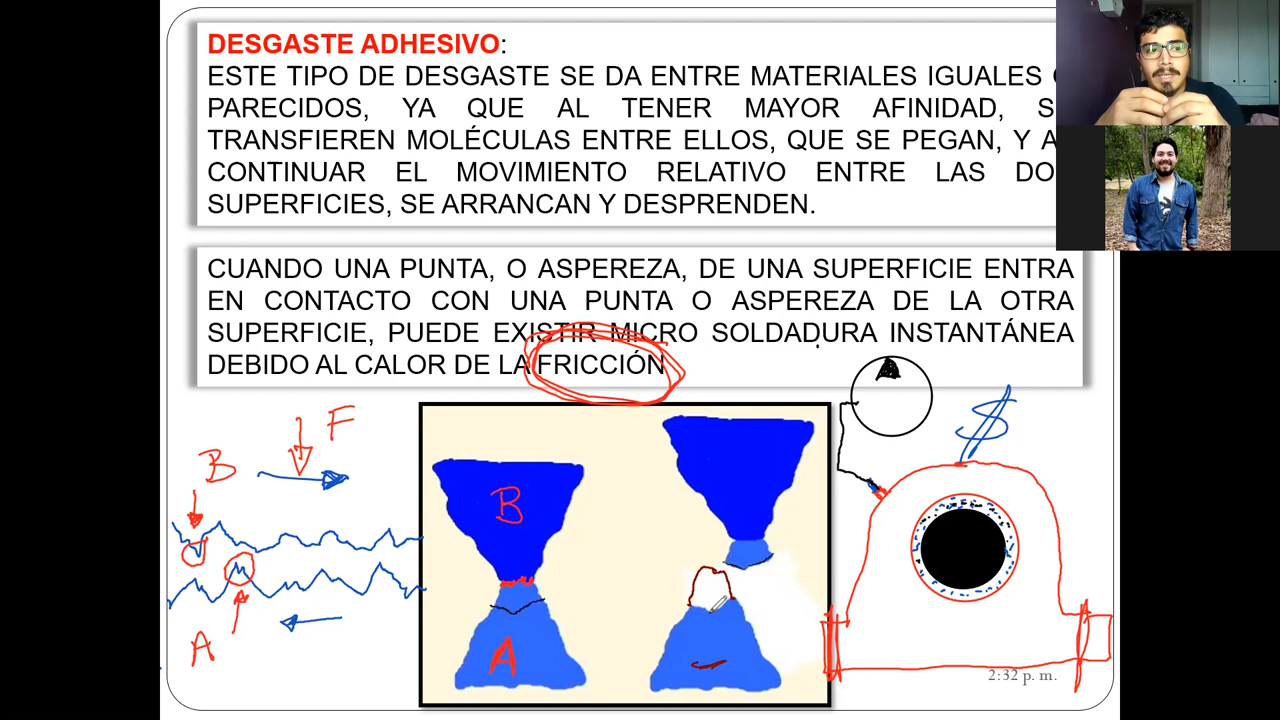 DESGASTE ADHESIVO:
ESTE TIPO DE DESGASTE SE DA ENTRE MATERIALES IGUALES
PARECIDOS, YA QUE AL TENER MAYOR AFINIDAD, S
TRANSFIEREN MOLÉCULAS ENTRE ELLOS, QUE SE PEGAN, Y A
CONTINUAR EL MOVIMIENTO RELATIVO ENTRE LAS DO
SUPERFICIES, SE ARRANCAN Y DESPRENDEN.
CUANDO UNA PUNTA, O ASPEREZA, DE UNA SUPERFICIE ENTRA
EN CONTACTO CON UNA PUNTA O ASPEREZA DE LA OTRA
SUPERFICIE, PUEDE EXISTIR MICRO SOLDADURA INSTANTÁNEA
DEBIDO AL CALOR DE LA FRICCIÓN
F
B
A
B
A
$
2:32 p. m.